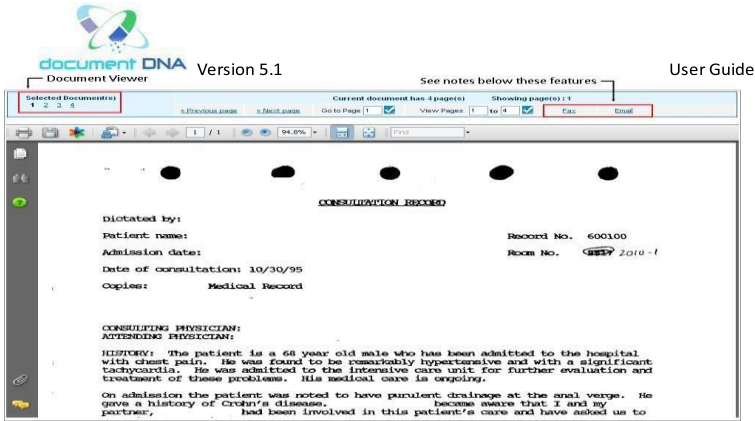 document DNA Version 5.1 User Guide
Document Viewer See notes below these features
Selected Document(s) Current document has 4 page(s) Showing page(s) : 1
1 2 3 4 < Previous page > Next page Go to Page 1 View Pages 1 to 4 Fax Email
1 / 1 94.8% Find
CONSULTATION RECORD
Dictated by:
Patient name: Record No. 600100
Admission date: Room No. 2010-1
Date of consultation: 10/30/95
Copies: Medical Record
CONSULTING PHYSICIAN:
ATTENDING PHYSICIAN:
HISTORY: The patient is a 68 year old male who has been admitted to the hospital
with chest pain. He was found to be remarkably hypertensive and with a significant
tachycardia. He was admitted to the intensive care unit for further evaluation and
treatment of these problems. His medical care is ongoing.
On admission the patient was noted to have purulent drainage at the anal verge. He
gave a history of Crohn's disease. became aware that I and my
partner, had been involved in this patient's care and have asked us to